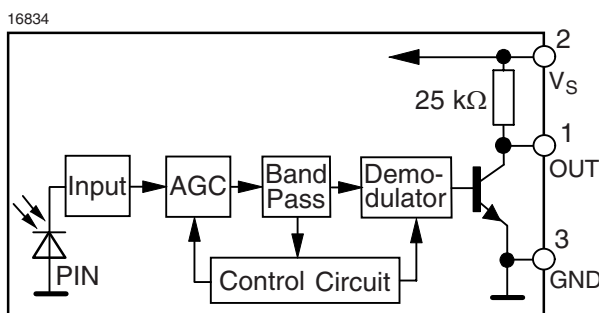 16834
2
VS
25 kΩ
1
OUT
Input
AGC
Band
Pass
Demo-
dulator
3
GND
PIN
Control Circuit